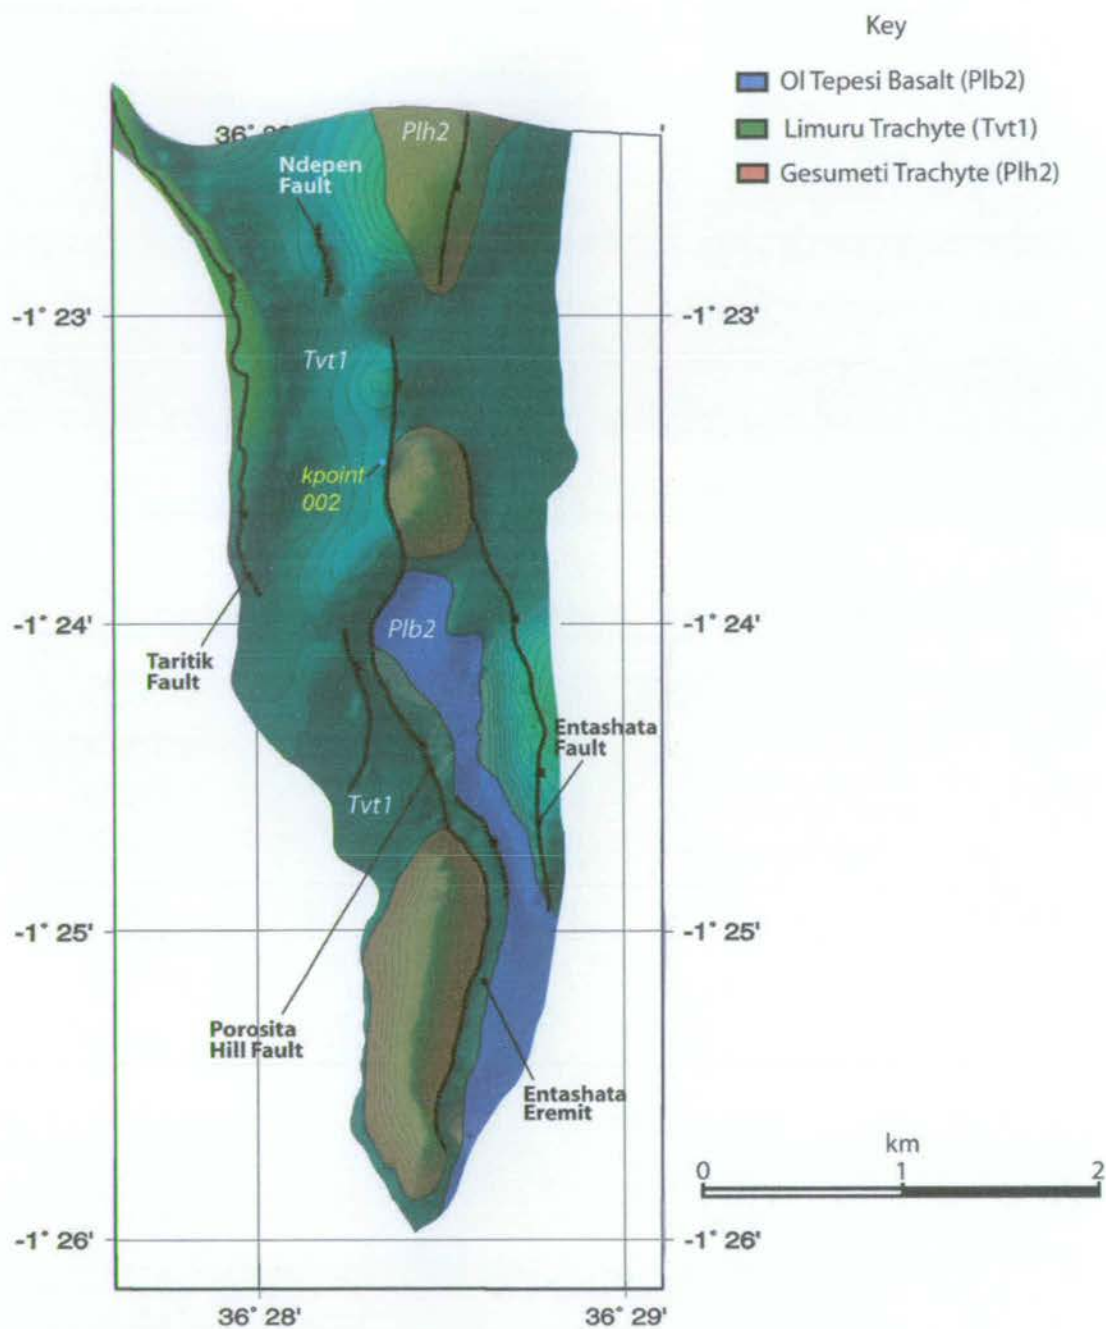 Key
Ol Tepesi Basalt (Plb2)
Limuru Trachyte (Tvt1)
Gesumeti Trachyte (Plh2)
Plh2
Ndepen
Fault
-1° 23'
-1° 23'
Tvt1
kpoint
002
-1° 24'
-1° 24'
Plb2
Taritik
Fault
Entashata
Fault
Tvt1
-1° 25'
-1° 25'
Porosita
Hill Fault
Entashata
Eremit
km
0 1 2
-1° 26'
-1° 26'
36° 28' 36° 29'